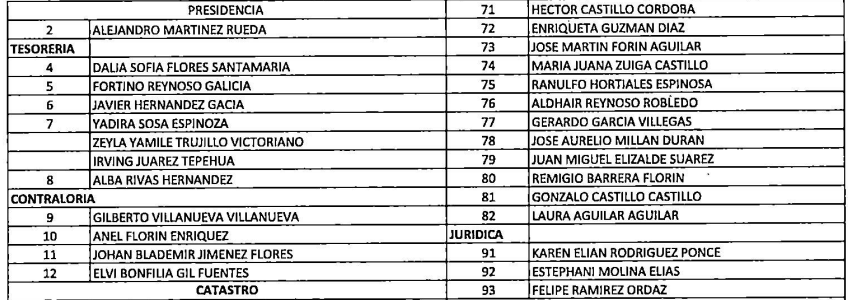 PRESIDENCIA
2 ALEJANDRO MARTINEZ RUEDA
TESORERIA
4 DALIA SOFIA FLORES SANTAMARIA
5 FORTINO REYNOSO GALICIA
6 JAVIER HERNANDEZ GACIA
7 YADIRA SOSA ESPINOZA
ZEYLA YAMILE TRUJILLO VICTORIANO
IRVING JUAREZ TEPEHUA
8 ALBA RIVAS HERNANDEZ
CONTRALORIA
9 GILBERTO VILLANUEVA VILLANUEVA
10 ANEL FLORIN ENRIQUEZ
11 JOHAN BLADEMIR JIMENEZ FLORES
12 ELVI BONFILIA GIL FUENTES
CATASTRO
71 HECTOR CASTILLO CORDOBA
72 ENRIQUETA GUZMAN DIAZ
73 JOSE MARTIN FORIN AGUILAR
74 MARIA JUANA ZUIGA CASTILLO
75 RANULFO HORTIALES ESPINOSA
76 ALDHAIR REYNOSO ROBLEDO
77 GERARDO GARCIA VILLEGAS
78 JOSE AURELIO MILLAN DURAN
79 JUAN MIGUEL ELIZALDE SUAREZ
80 REMIGIO BARRERA FLORIN
81 GONZALO CASTILLO CASTILLO
82 LAURA AGUILAR AGUILAR
JURIDICA
91 KAREN ELIAN RODRIGUEZ PONCE
92 ESTEPHANI MOLINA ELIAS
93 FELIPE RAMIREZ ORDAZ